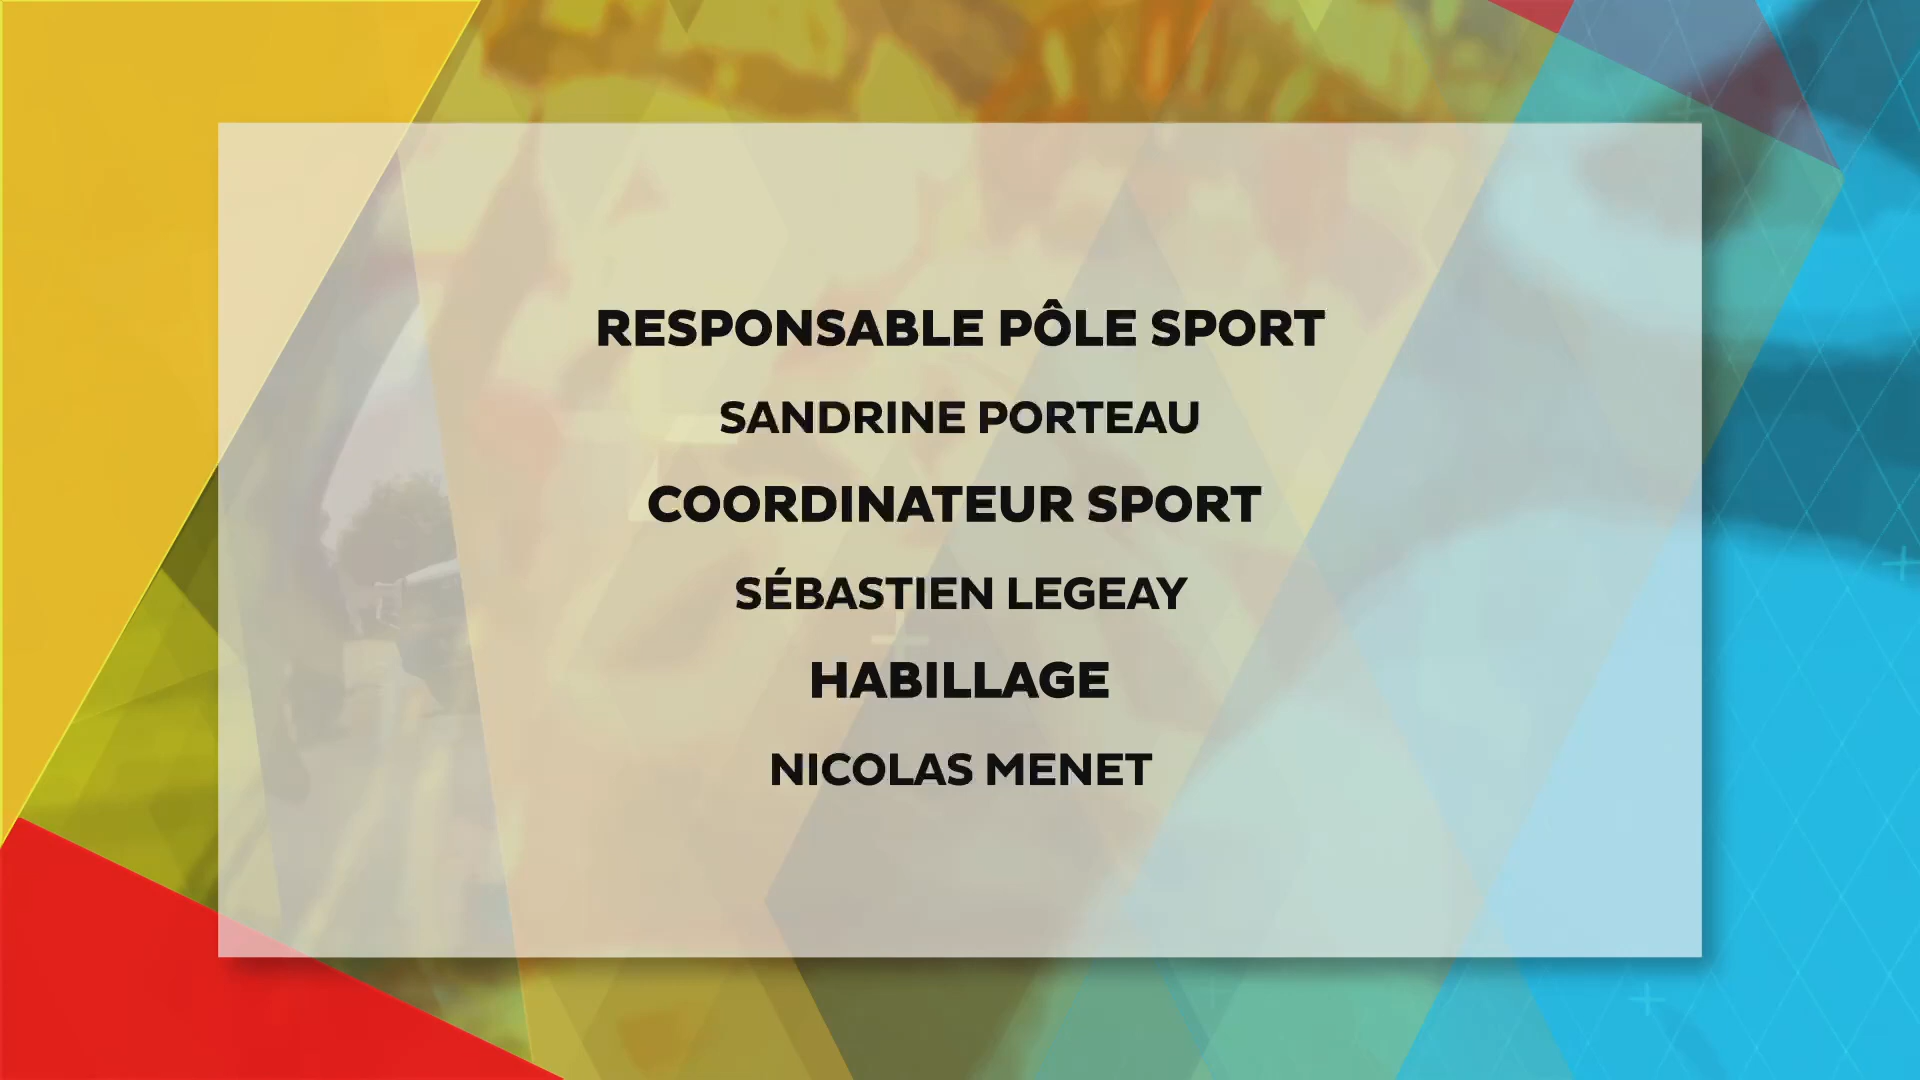 RESPONSABLE PÔLE SPORT
SANDRINE PORTEAU
COORDINATEUR SPORT
SÉBASTIEN LEGEAY
HABILLAGE
NICOLAS MENET